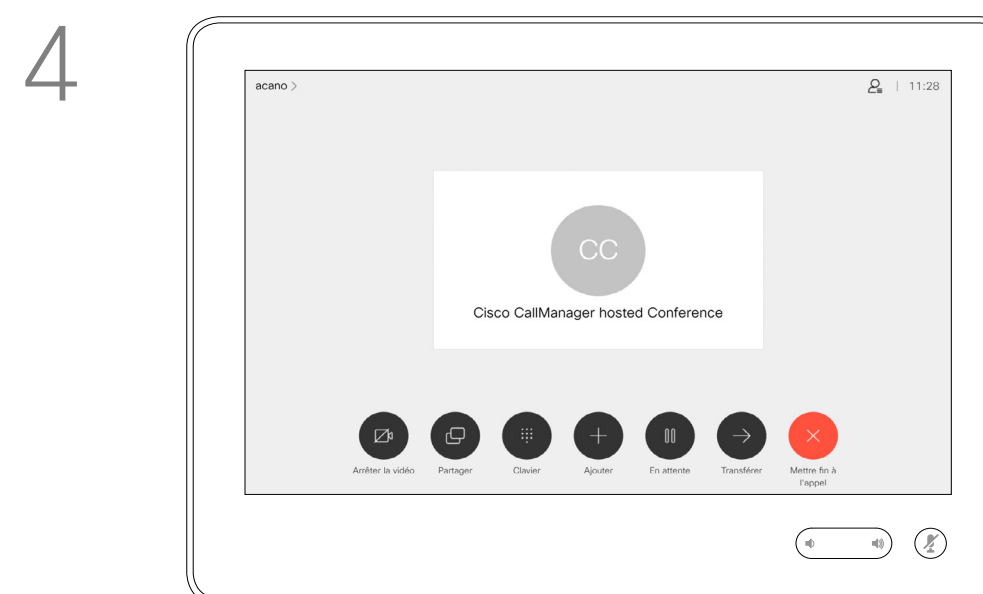 4
acano >
| 11:28
CC
Cisco CallManager hosted Conference
Arrêter la vidéo Partager Clavier Ajouter En attente Transférer Mettre fin à
l'appel